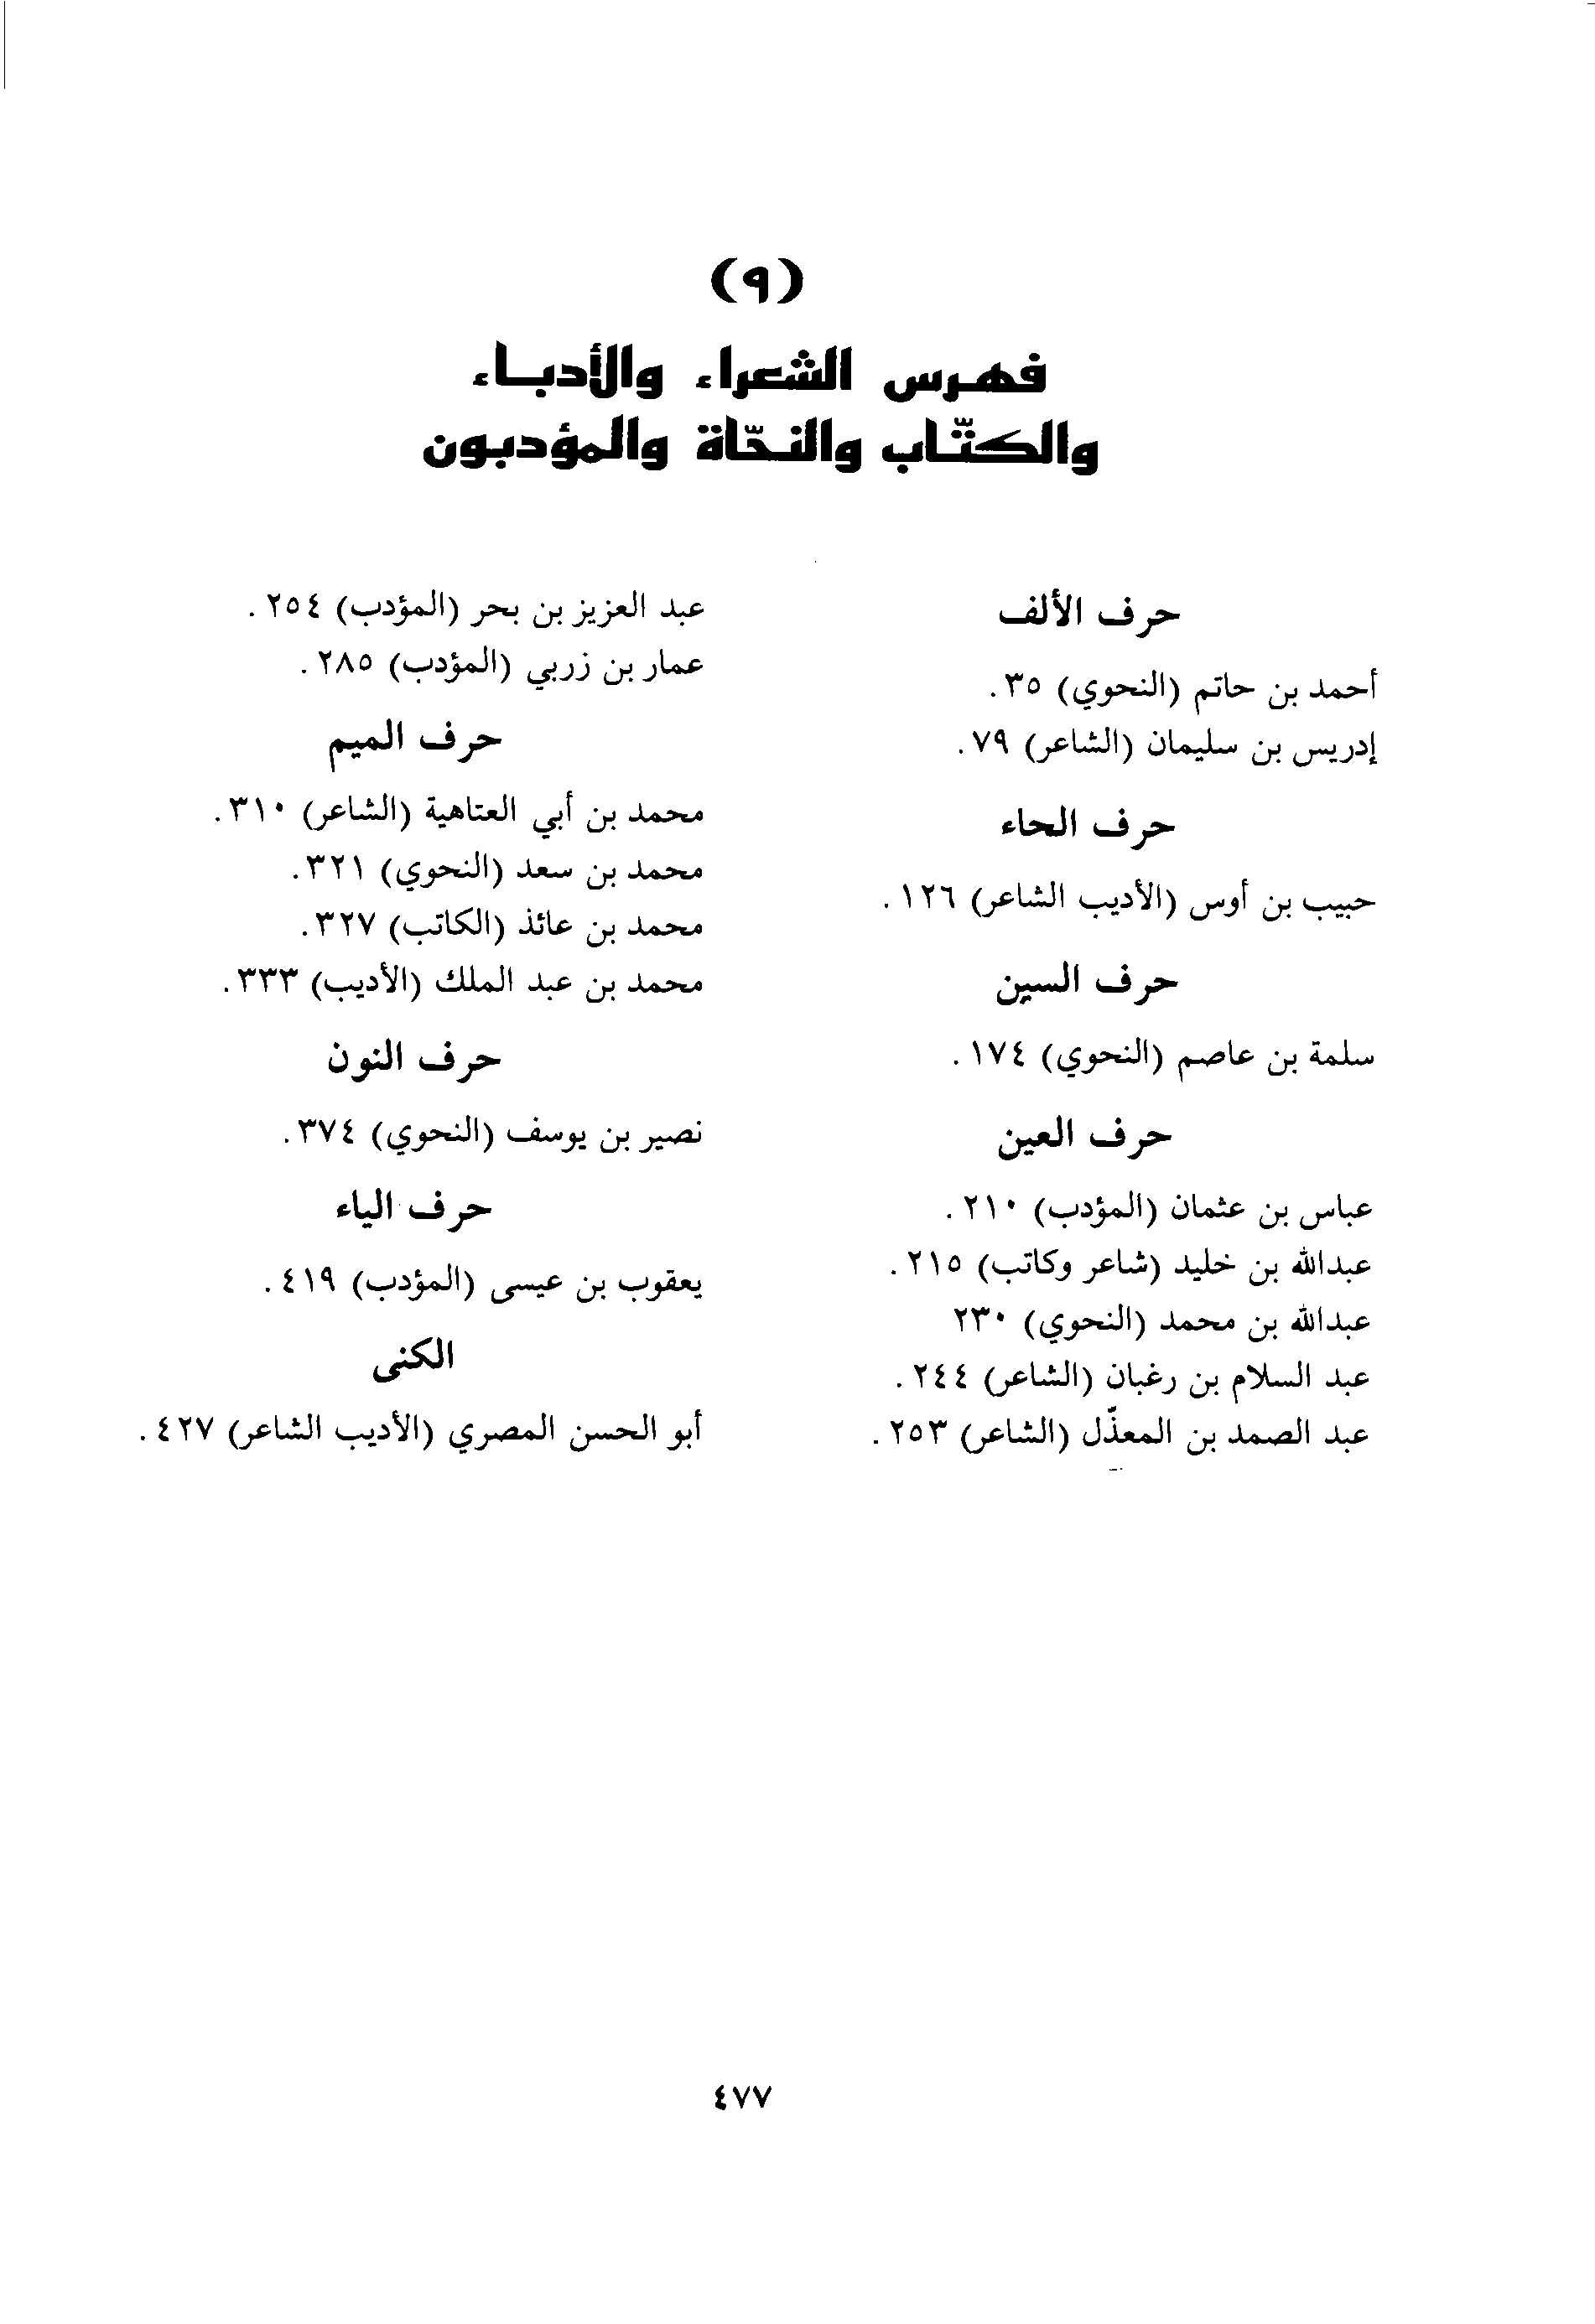 (٩)
فهرس الشعراء والأدباء
والكتّاب والنحّاة والمؤدبون
حرف الألف
أحمد بن حاتم (النحوي) ٣٥.
إدريس بن سليمان (الشاعر) ٧٩.
حرف الحاء
حبيب بن أوس (الأديب الشاعر) ١٢٦.
حرف السين
سلمة بن عاصم (النحوي) ١٧٤.
حرف العين
عباس بن عثمان (المؤدب) ٢١٠.
عبدالله بن خليد (شاعر وكاتب) ٢١٥.
عبدالله بن محمد (النحوي) ٢٣٠
عبد السلام بن رغبان (الشاعر) ٢٤٤.
عبد الصمد بن المعذّل (الشاعر) ٢٥٣.
عبد العزيز بن بحر (المؤدب) ٢٥٤.
عمار بن زربي (المؤدب) ٢٨٥.
حرف الميم
محمد بن أبي العتاهية (الشاعر) ٣١٠.
محمد بن سعد (النحوي) ٣٢١.
محمد بن عائذ (الكاتب) ٣٢٧.
محمد بن عبد الملك (الأديب) ٣٣٣.
حرف النون
نصير بن يوسف (النحوي) ٣٧٤.
حرف الياء
يعقوب بن عيسى (المؤدب) ٤١٩.
الكنى
أبو الحسن المصري (الأديب الشاعر) ٤٢٧.
٤٧٧